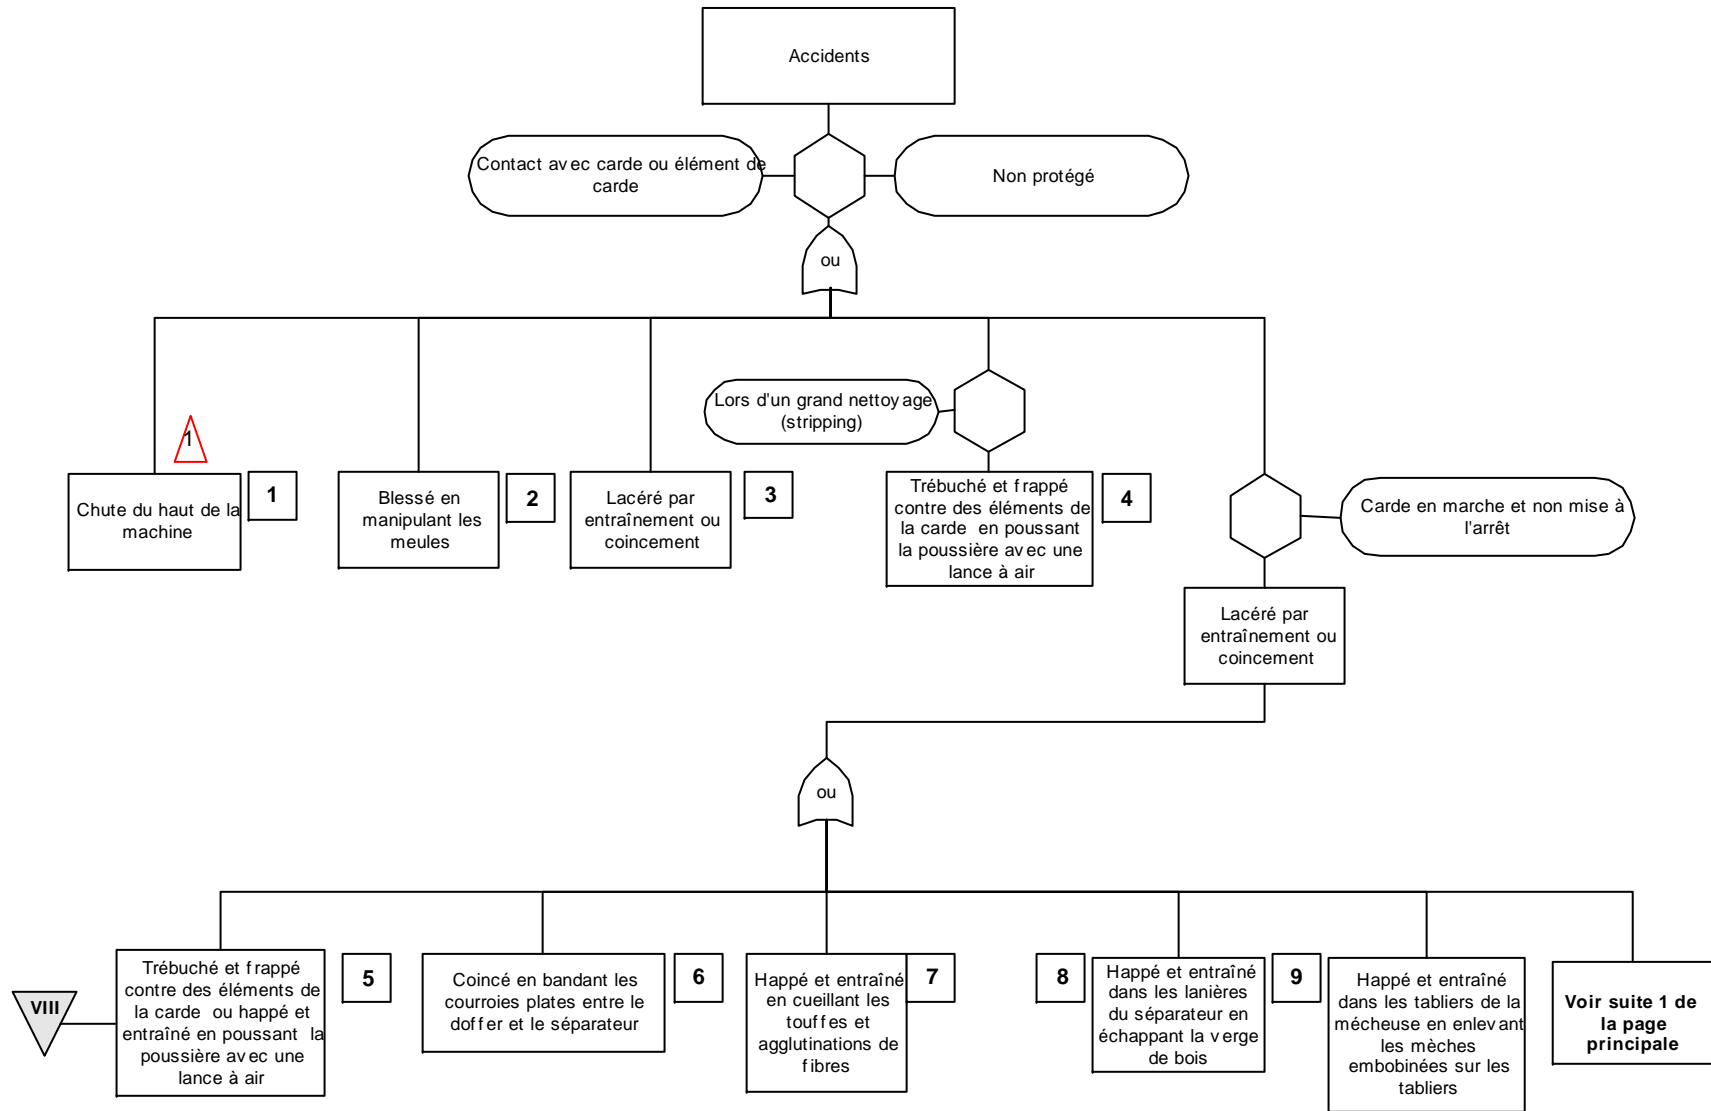 Accidents
Contact avec carde ou élément de
carde
Non protégé
ou
Lors d'un grand nettoyage
(stripping)
1
Chute du haut de la
machine
1
Blessé en
manipulant les
meules
2
Lacéré par
entraînement ou
coincement
3
Trébuché et frappé
contre des éléments de
la carde en poussant
la poussière avec une
lance à air
4
Carde en marche et non mise à
l'arrêt
Lacéré par
entraînement ou
coincement
ou
VIII
Trébuché et frappé
contre des éléments de
la carde ou happé et
entraîné en poussant la
poussière avec une
lance à air
5
Coincé en bandant les
courroies plates entre le
doffer et le séparateur
6
Happé et entraîné
en cueillant les
touffes et
agglutinations de
fibres
7
8
Happé et entraîné
dans les lanières
du séparateur en
échappant la verge
de bois
9
Happé et entraîné
dans les tabliers de la
mécheuse en enlevant
les mèches
embobinées sur les
tabliers
Voir suite 1 de
la page
principale